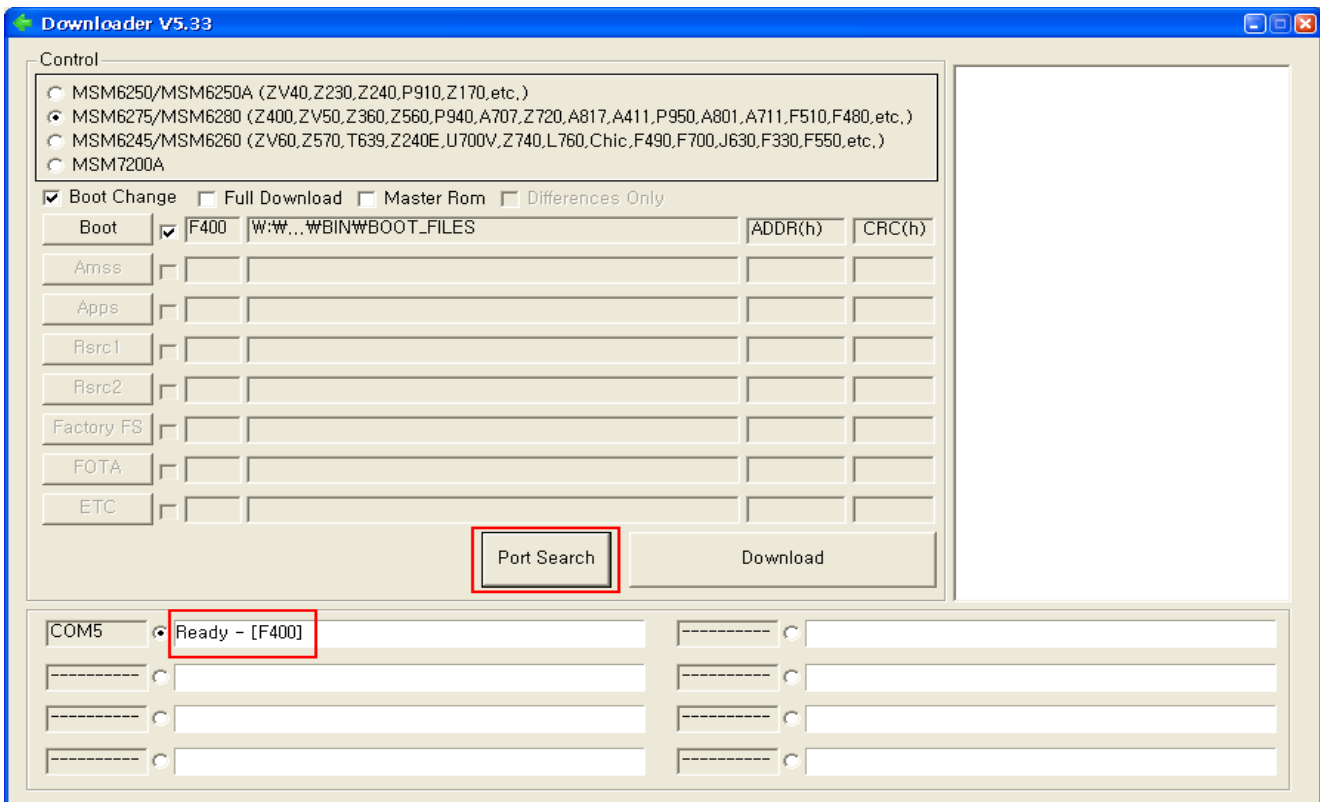 Downloader V5.33
Control
MSM6250/MSM6250A (ZV40,Z230,Z240,P910,Z170,etc,)
MSM6275/MSM6280 (Z400,ZV50,Z360,Z560,P940,A707,Z720,A817,A411,P950,A801,A711,F510,F480,etc,)
MSM6245/MSM6260 (ZV60,Z570,T639,Z240E,U700V,Z740,L760,Chic,F490,F700,J630,F330,F550,etc,)
MSM7200A
Boot Change Full Download Master Rom Differences Only
Boot F400 ₩:₩...₩BIN₩BOOT_FILES ADDR(h) CRC(h)
Amss
Apps
Rsrc1
Rsrc2
Factory FS
FOTA
ETC
Port Search Download
COM5 Ready - [F400] ----------
---------- ----------
---------- ----------
---------- ----------